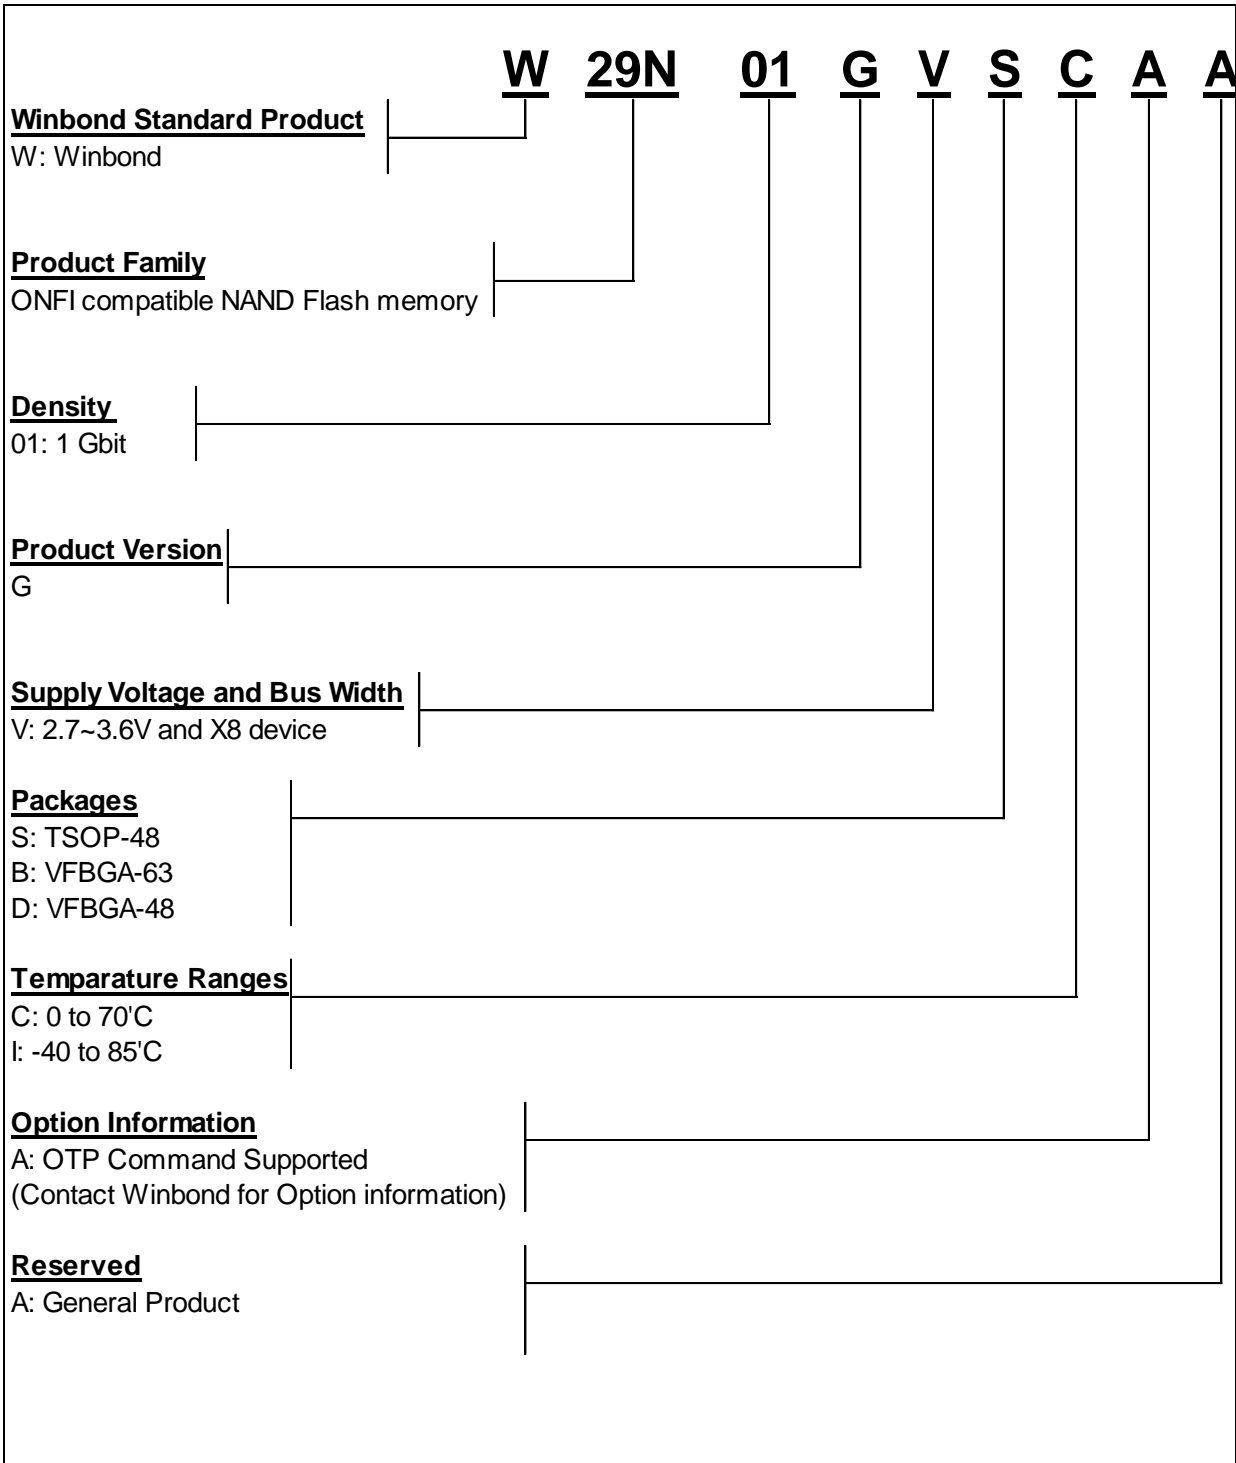 W 29N 01 G V S C A A
Winbond Standard Product
W: Winbond
Product Family
ONFI compatible NAND Flash memory
Density
01: 1 Gbit
Product Version
G
Supply Voltage and Bus Width
V: 2.7~3.6V and X8 device
Packages
S: TSOP-48
B: VFBGA-63
D: VFBGA-48
Temparature Ranges
C: 0 to 70'C
I: -40 to 85'C
Option Information
A: OTP Command Supported
(Contact Winbond for Option information)
Reserved
A: General Product